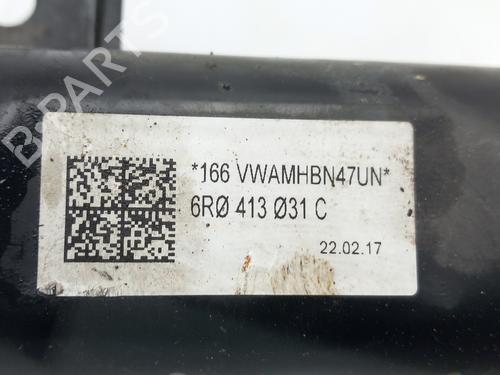 B-PARTS
*166 VWAMHBN47UN*
6RØ 413 Ø31 C
22.02.17